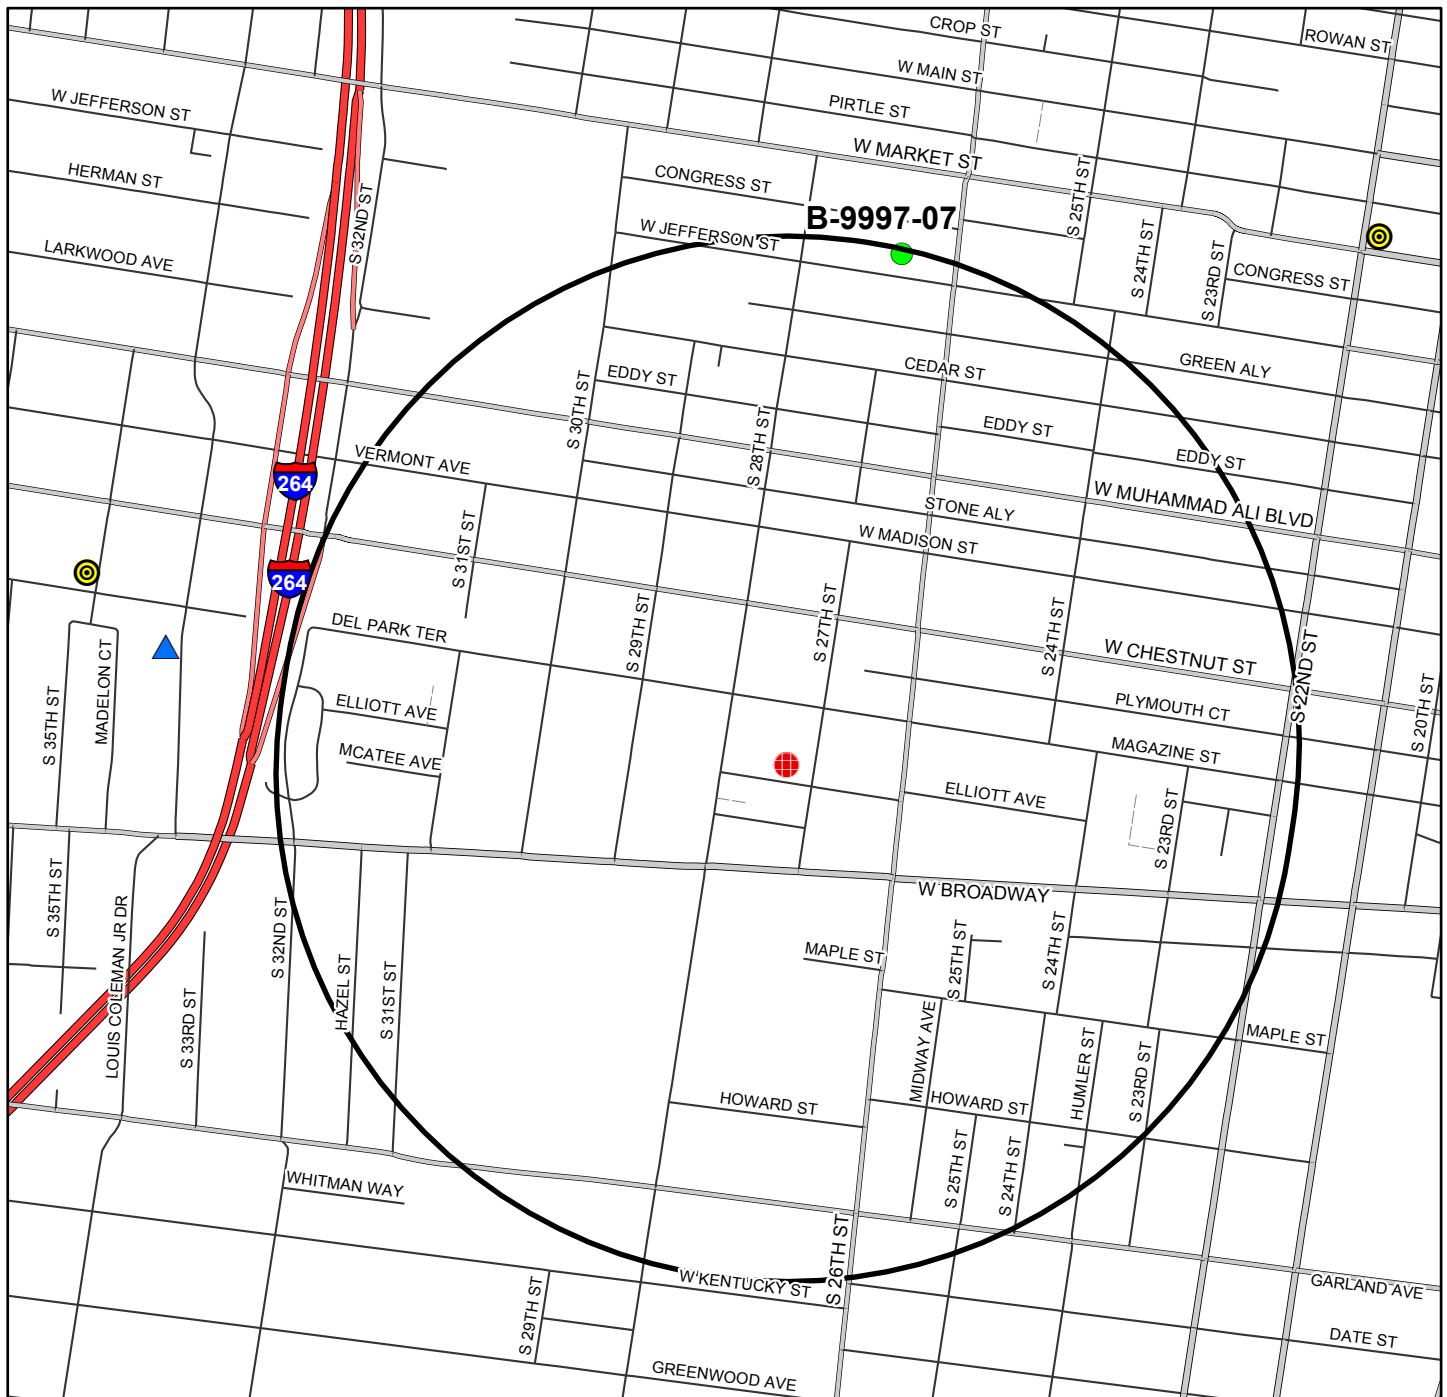 CROP ST
ROWAN ST
W MAIN ST
W JEFFERSON ST
PIRTLE ST
W MARKET ST
HERMAN ST
CONGRESS ST
S 25TH ST
S 32ND ST
B-9997-07
W JEFFERSON ST
S 24TH ST
S 23RD ST
LARKWOOD AVE
CONGRESS ST
GREEN ALY
CEDAR ST
EDDY ST
S 30TH ST
S 28TH ST
EDDY ST
EDDY ST
VERMONT AVE
264
W MUHAMMAD ALI BLVD
STONE ALY
W MADISON ST
S 31ST ST
264
S 29TH ST
S 27TH ST
S 24TH ST
DEL PARK TER
W CHESTNUT ST
S 22ND ST
MADELON CT
S 35TH ST
ELLIOTT AVE
PLYMOUTH CT
S 20TH ST
MCATEE AVE
MAGAZINE ST
ELLIOTT AVE
S 23RD ST
W BROADWAY
S 35TH ST
LOUIS COLEMAN JR DR
S 32ND ST
HAZEL ST
S 31ST ST
S 33RD ST
MAPLE ST
S 25TH ST
S 24TH ST
MIDWAY AVE
HUMLER ST
S 23RD ST
MAPLE ST
HOWARD ST
HOWARD ST
S 25TH ST
S 24TH ST
WHITMAN WAY
S 26TH ST
W KENTUCKY ST
S 29TH ST
GARLAND AVE
DATE ST
GREENWOOD AVE